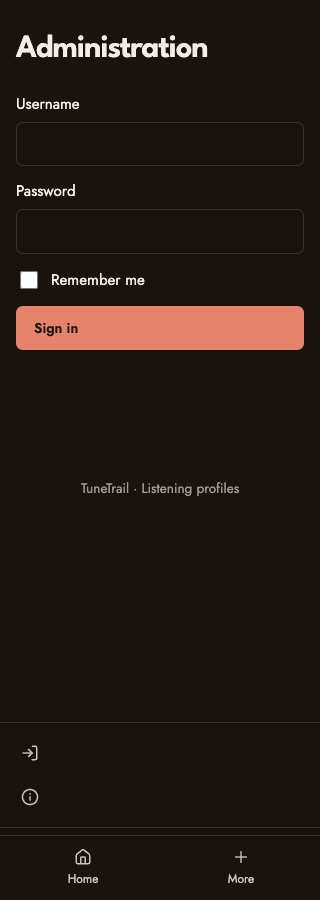 Administration
Username
Password
Remember me
Sign in
TuneTrail · Listening profiles
Home
More